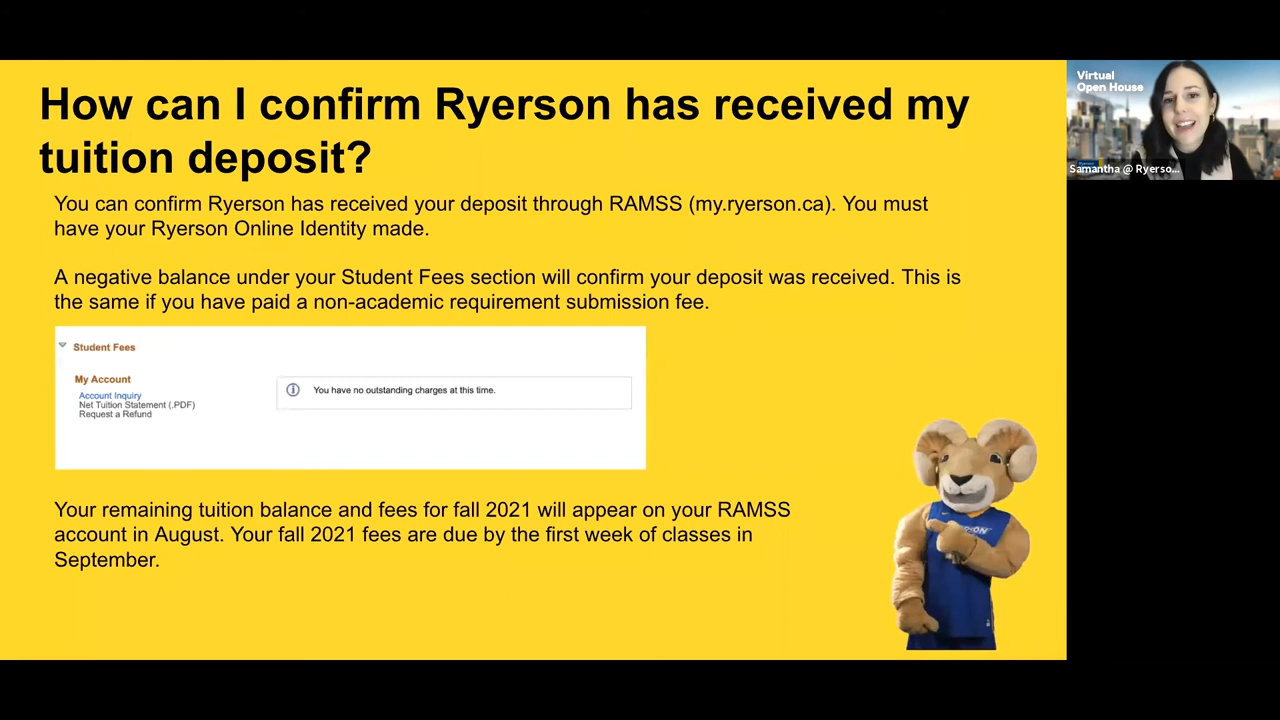 How can I confirm Ryerson has received my
tuition deposit?
You can confirm Ryerson has received your deposit through RAMSS (my.ryerson.ca). You must
have your Ryerson Online Identity made.
A negative balance under your Student Fees section will confirm your deposit was received. This is
the same if you have paid a non-academic requirement submission fee.
Student Fees
My Account
Account Inquiry
Net Tuition Statement (.PDF)
Request a Refund
You have no outstanding charges at this time.
Your remaining tuition balance and fees for fall 2021 will appear on your RAMSS
account in August. Your fall 2021 fees are due by the first week of classes in
September.
Virtual
Open House
Samantha @ Ryerso...